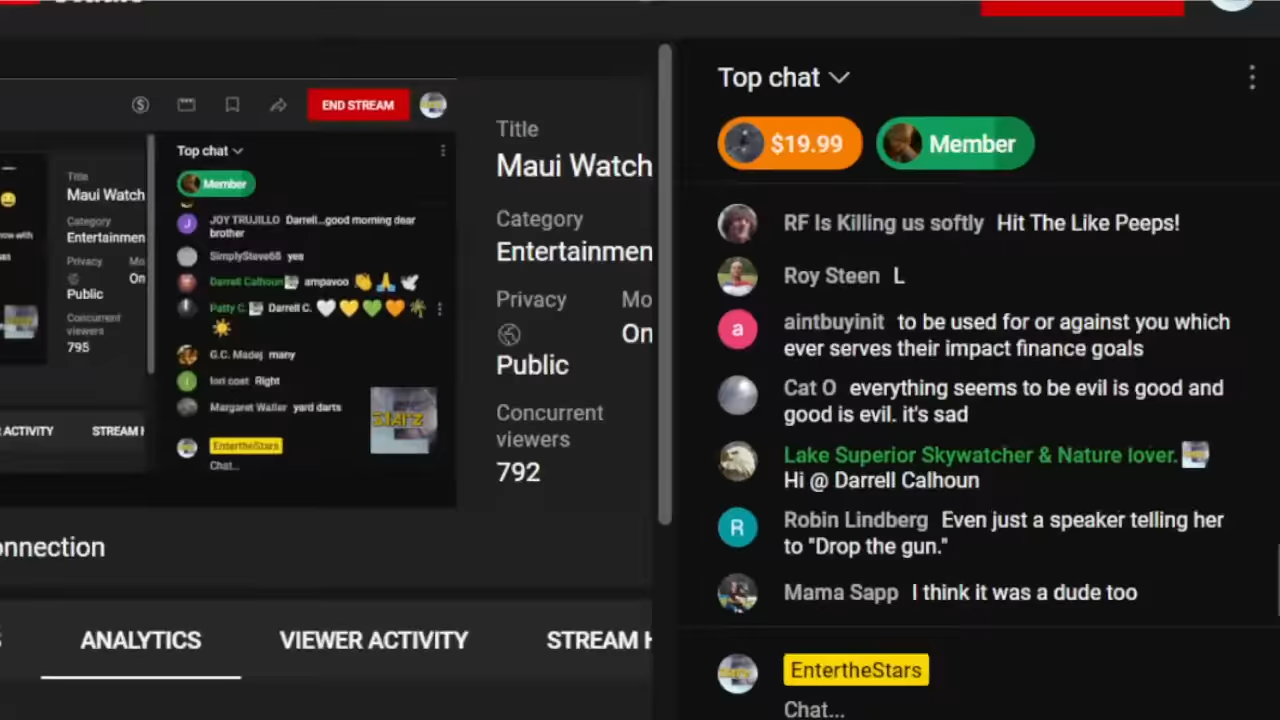 END STREAM
Top chat
Member
JOY TRUJILLO Darrell...good morning dear
brother
SimplySteve68 yes
Darrell Calhoun ampavoo
Patty C. Darrell C.
G.C. Madej many
lori cost Right
Margaret Waller yard darts
EntertheStars
Chat...
Title
Maui Watch
Category
Entertainmen
Privacy
Mo
On
Public
Concurrent
viewers
795
ACTIVITY
STREAM H
Title
Maui Watch
Category
Entertainmen
Privacy
Mo
On
Public
Concurrent
viewers
792
onnection
ANALYTICS
VIEWER ACTIVITY
STREAM H
Top chat
$19.99
Member
RF Is Killing us softly Hit The Like Peeps!
Roy Steen L
a
aintbuyinit to be used for or against you which
ever serves their impact finance goals
Cat O everything seems to be evil is good and
good is evil. it's sad
Lake Superior Skywatcher & Nature lover.
Hi @ Darrell Calhoun
R
Robin Lindberg Even just a speaker telling her
to "Drop the gun."
Mama Sapp I think it was a dude too
EntertheStars
Chat...